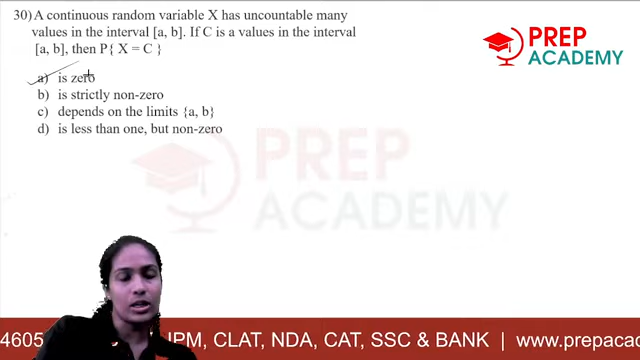 30) A continuous random variable X has uncountable many
values in the interval [a, b]. If C is a values in the interval
[a, b], then P{ X = C }
a) is zero
b) is strictly non-zero
c) depends on the limits {a, b}
d) is less than one, but non-zero
PREP
ACADEMY
PREP
ACADEMY
4605 IPM, CLAT, NDA, CAT, SSC & BANK | www.prepacad